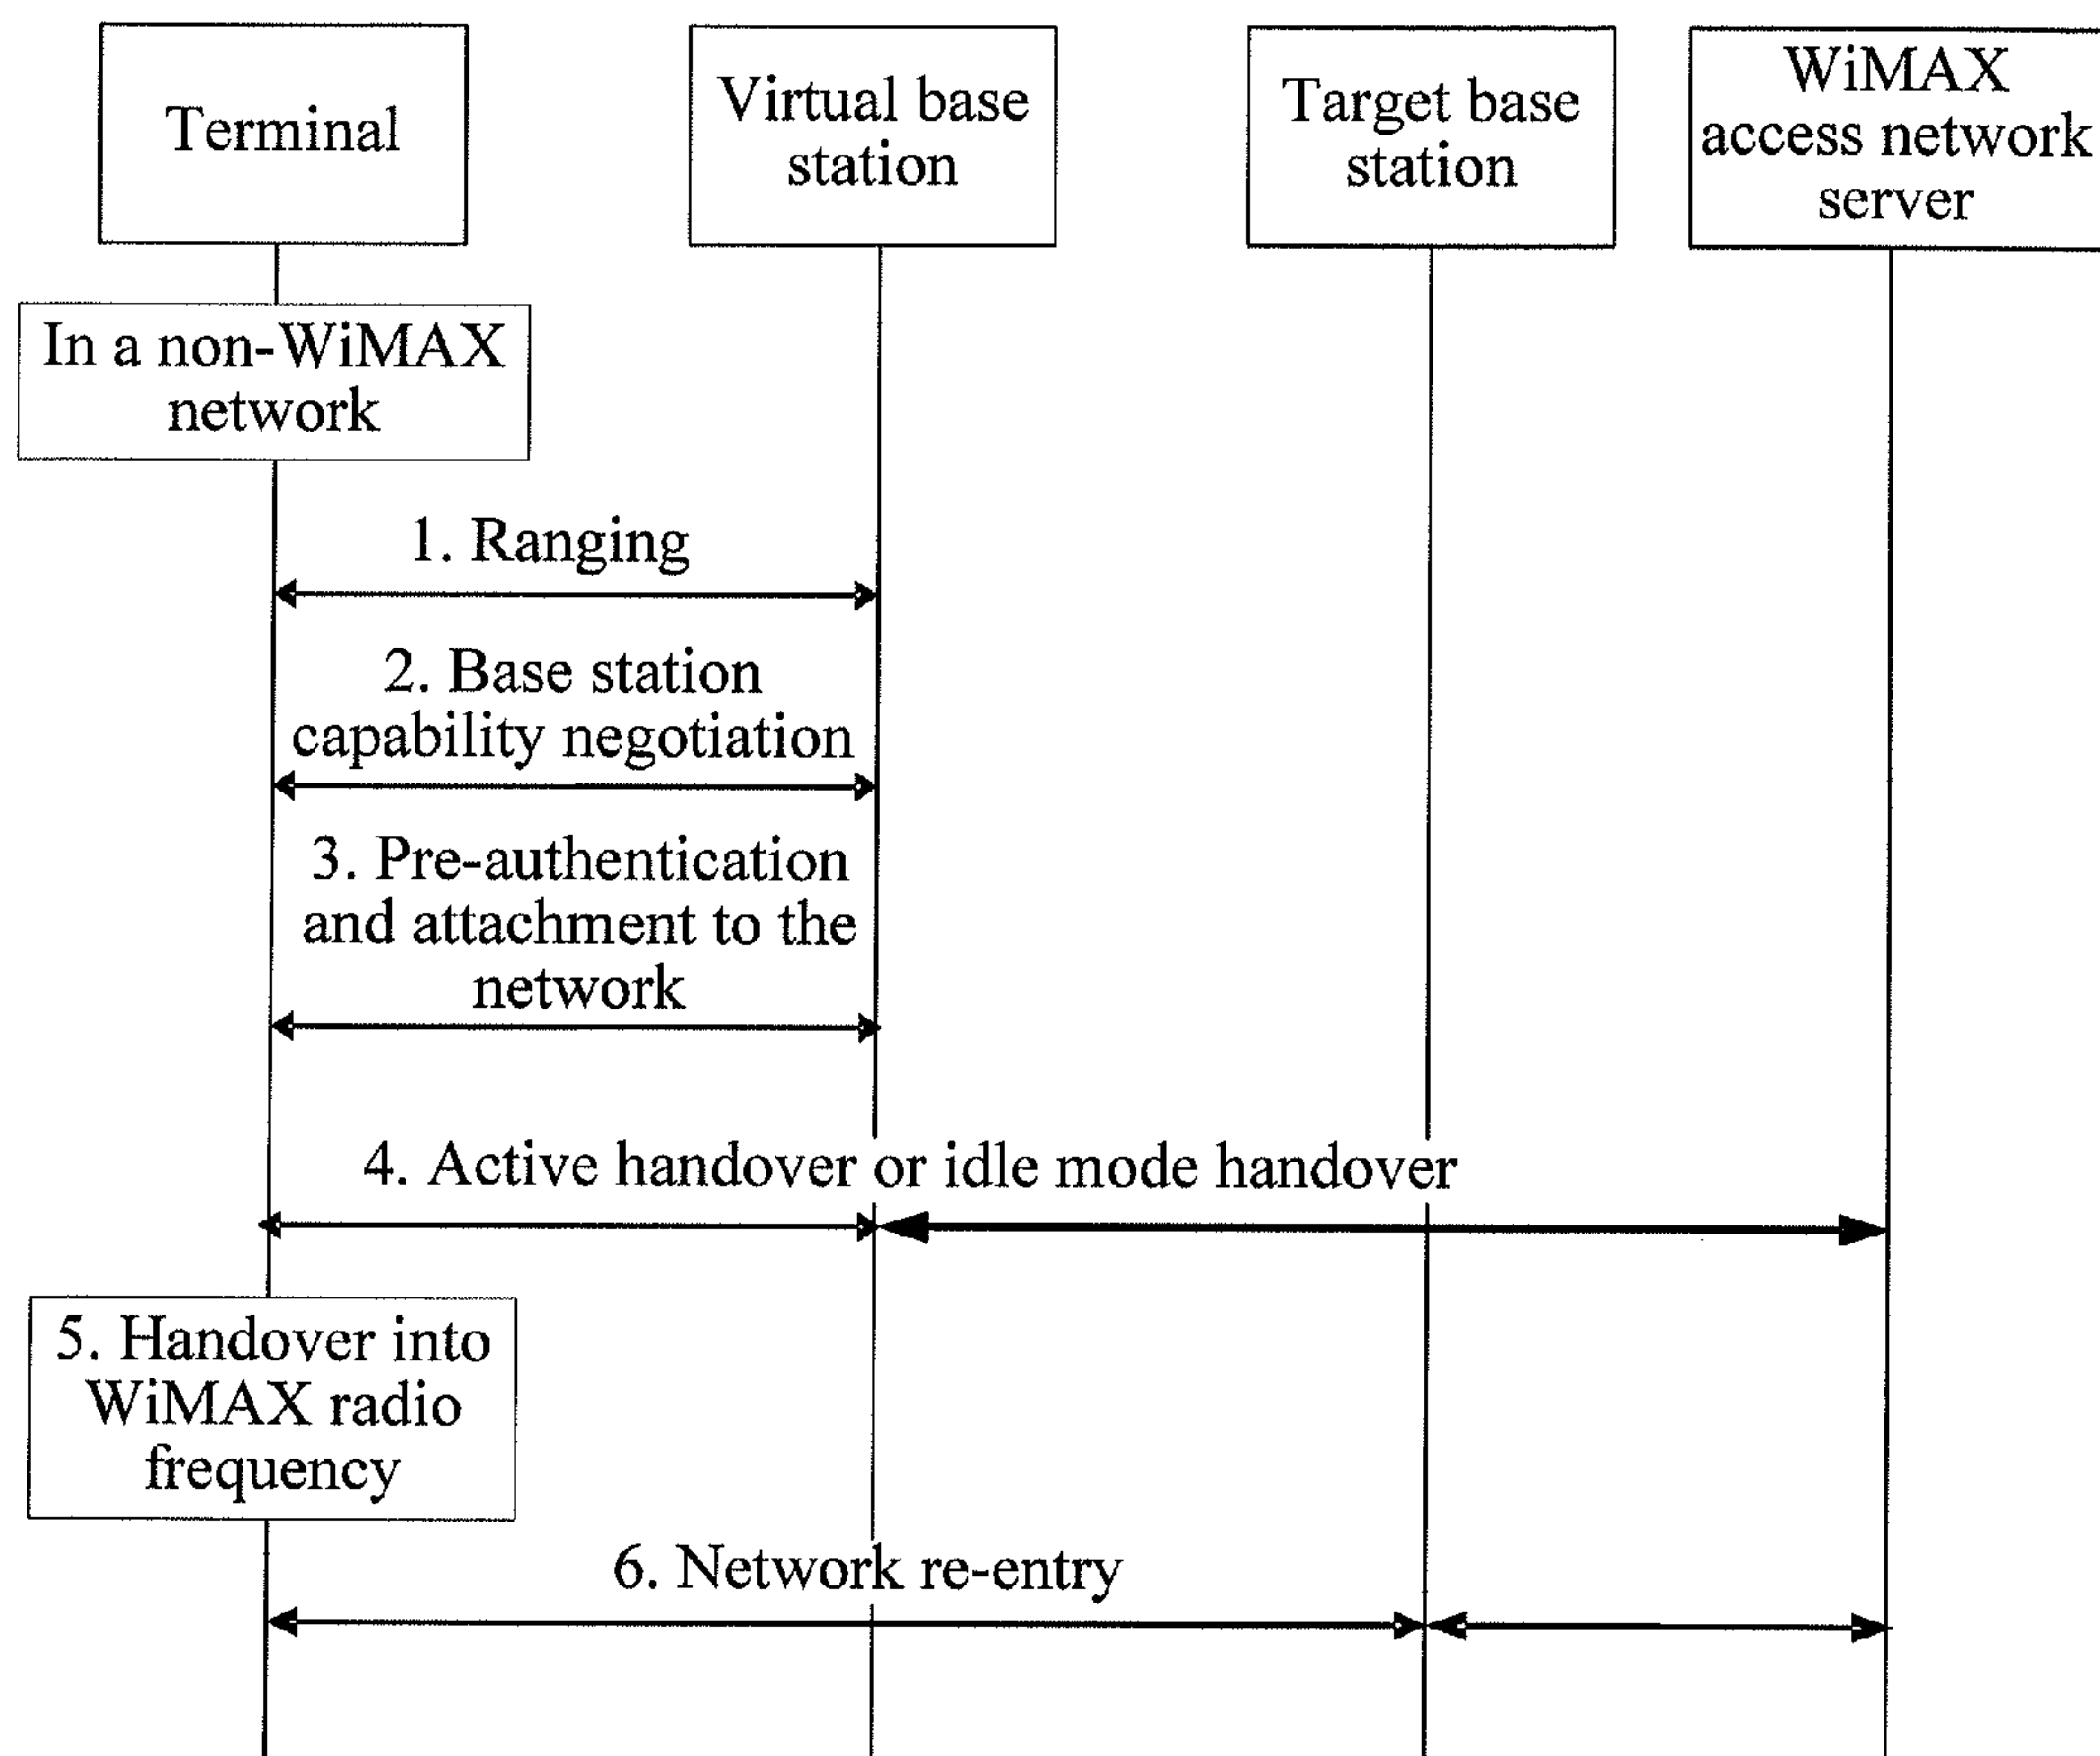 Terminal
Virtual base
station
Target base
station
WiMAX
access network
server
In a non-WiMAX
network
1. Ranging
2. Base station
capability negotiation
3. Pre-authentication
and attachment to the
network
4. Active handover or idle mode handover
5. Handover into
WiMAX radio
frequency
6. Network re-entry